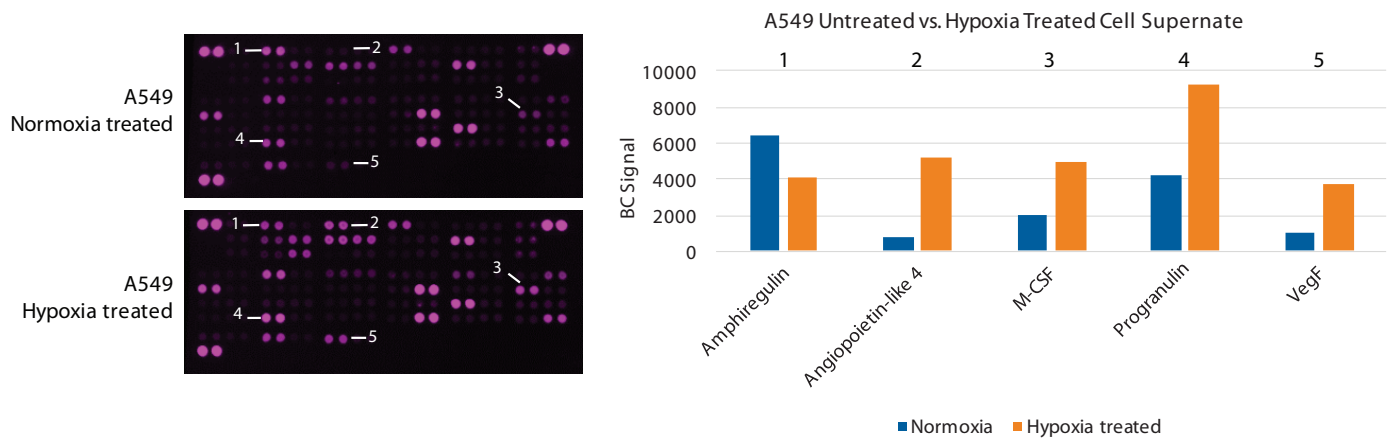 A549
Normoxia treated
1
2
3
4
5
A549
Hypoxia treated
1
2
3
4
5
A549 Untreated vs. Hypoxia Treated Cell Supernate
1 2 3 4 5
BC Signal
10000
8000
6000
4000
2000
0
Amphiregulin
Angiopoietin-like 4
M-CSF
Progranulin
VegF
Normoxia Hypoxia treated